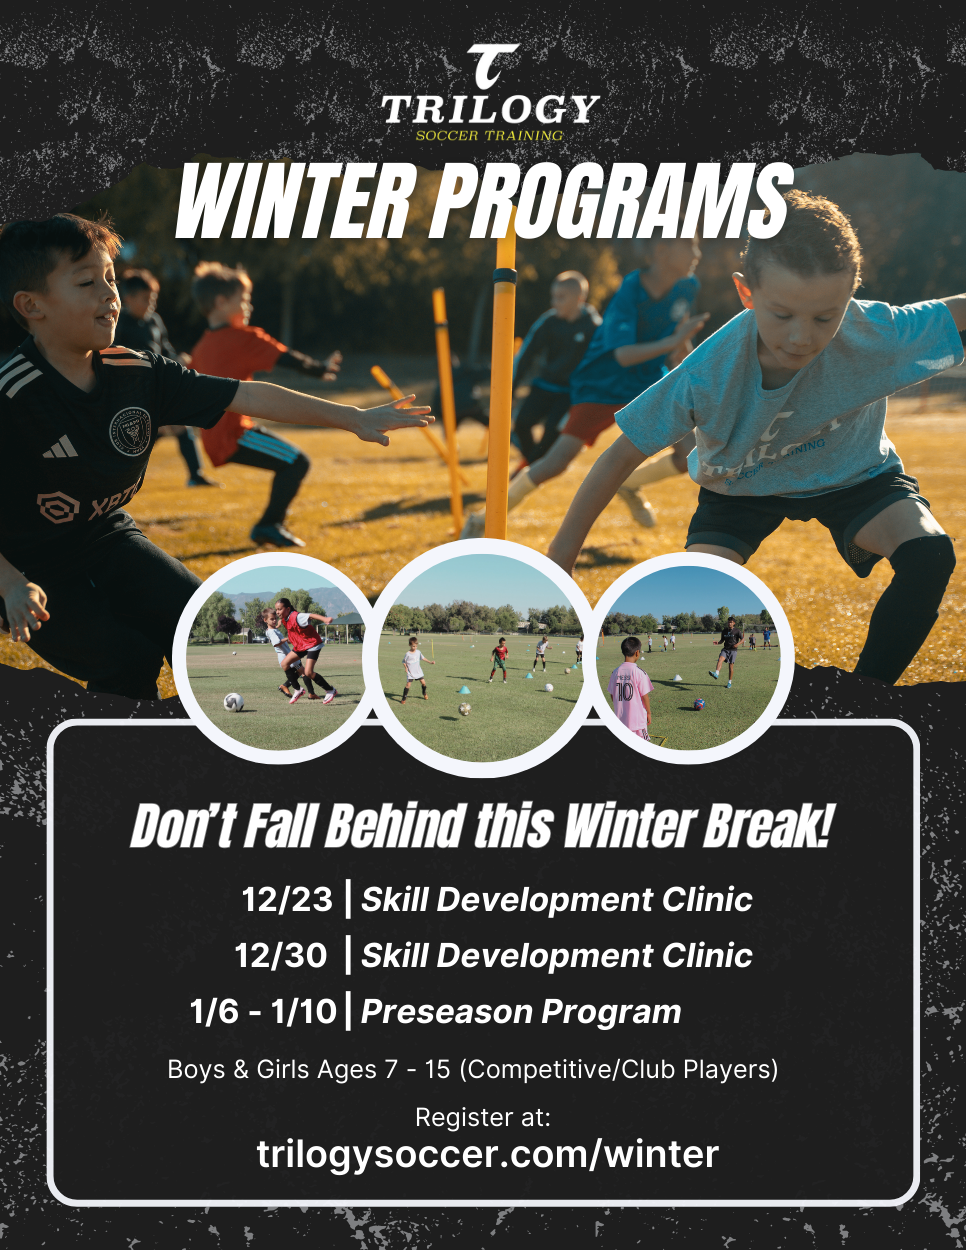 TRILOGY
SOCCER TRAINING
WINTER PROGRAMS
TRILOGY
10
Don't Fall Behind this Winter Break!
12/23 | Skill Development Clinic
12/30 | Skill Development Clinic
1/6 - 1/10 | Preseason Program
Boys & Girls Ages 7 - 15 (Competitive/Club Players)
Register at:
trilogysoccer.com/winter